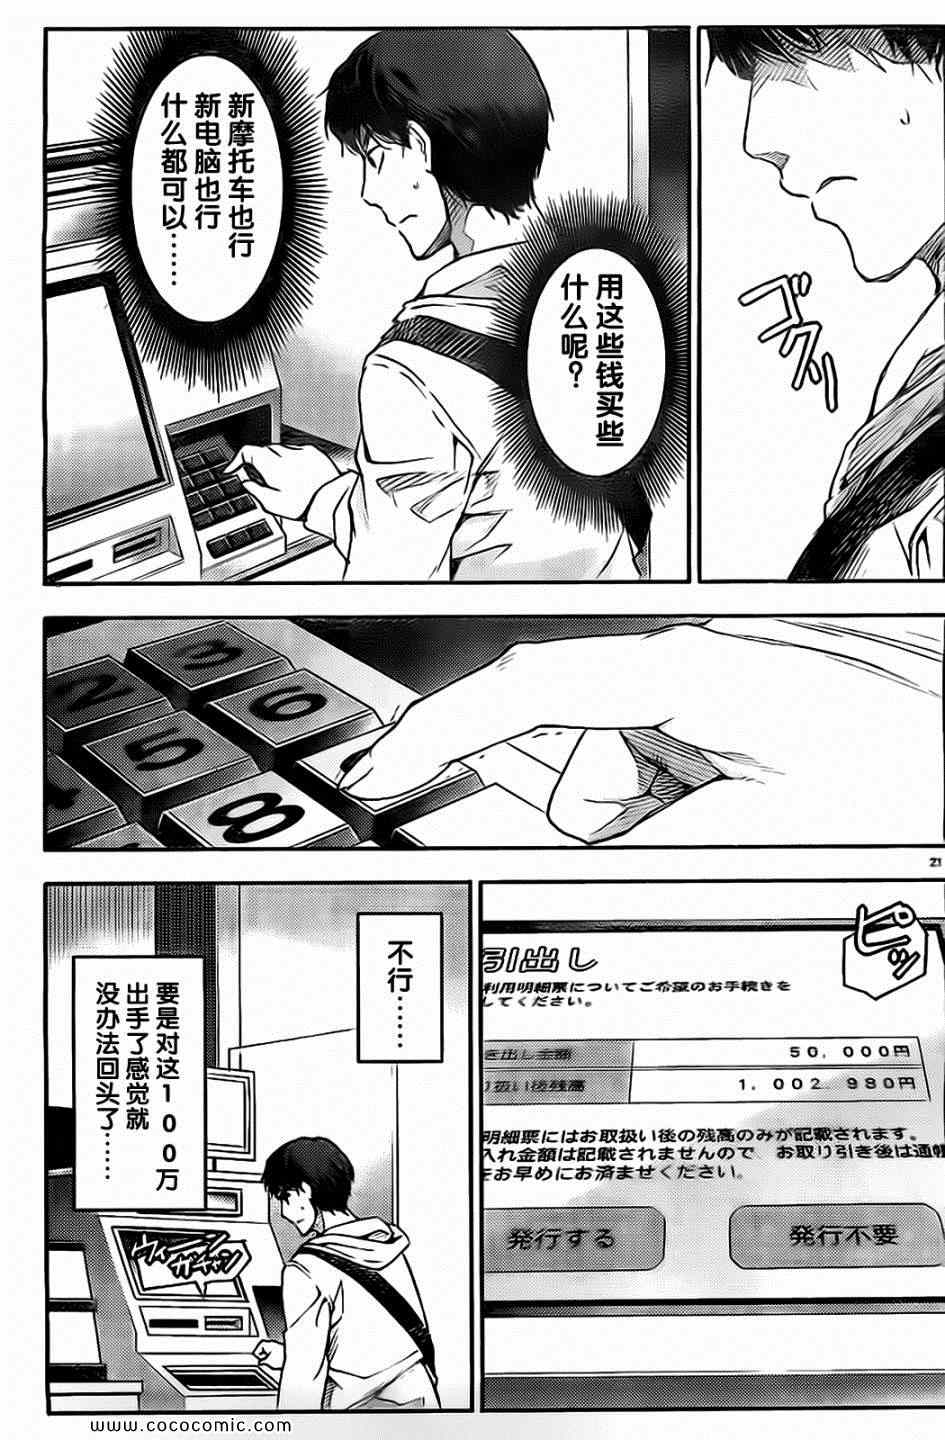 ゴクリ
用这些钱买些
什么呢？
新摩托车也行
新电脑也行
什么都可以……
3
2
6
5
8
21
ピッ
引出し
利用明細票についてご希望のお手続きを
してください。
き出し金額
50,000円
り扱い後残高
1,002,980円
明細票にはお取扱い後の残高のみが記載されます。
入れ金額は記載されませんので、お取り引き後は通帳
をお早めにお済ませください。
発行する
発行不要
不行……
要是对这100万
出手了感觉就
没办法回头了…
ウィーン
ガチャン
www.cococomic.com